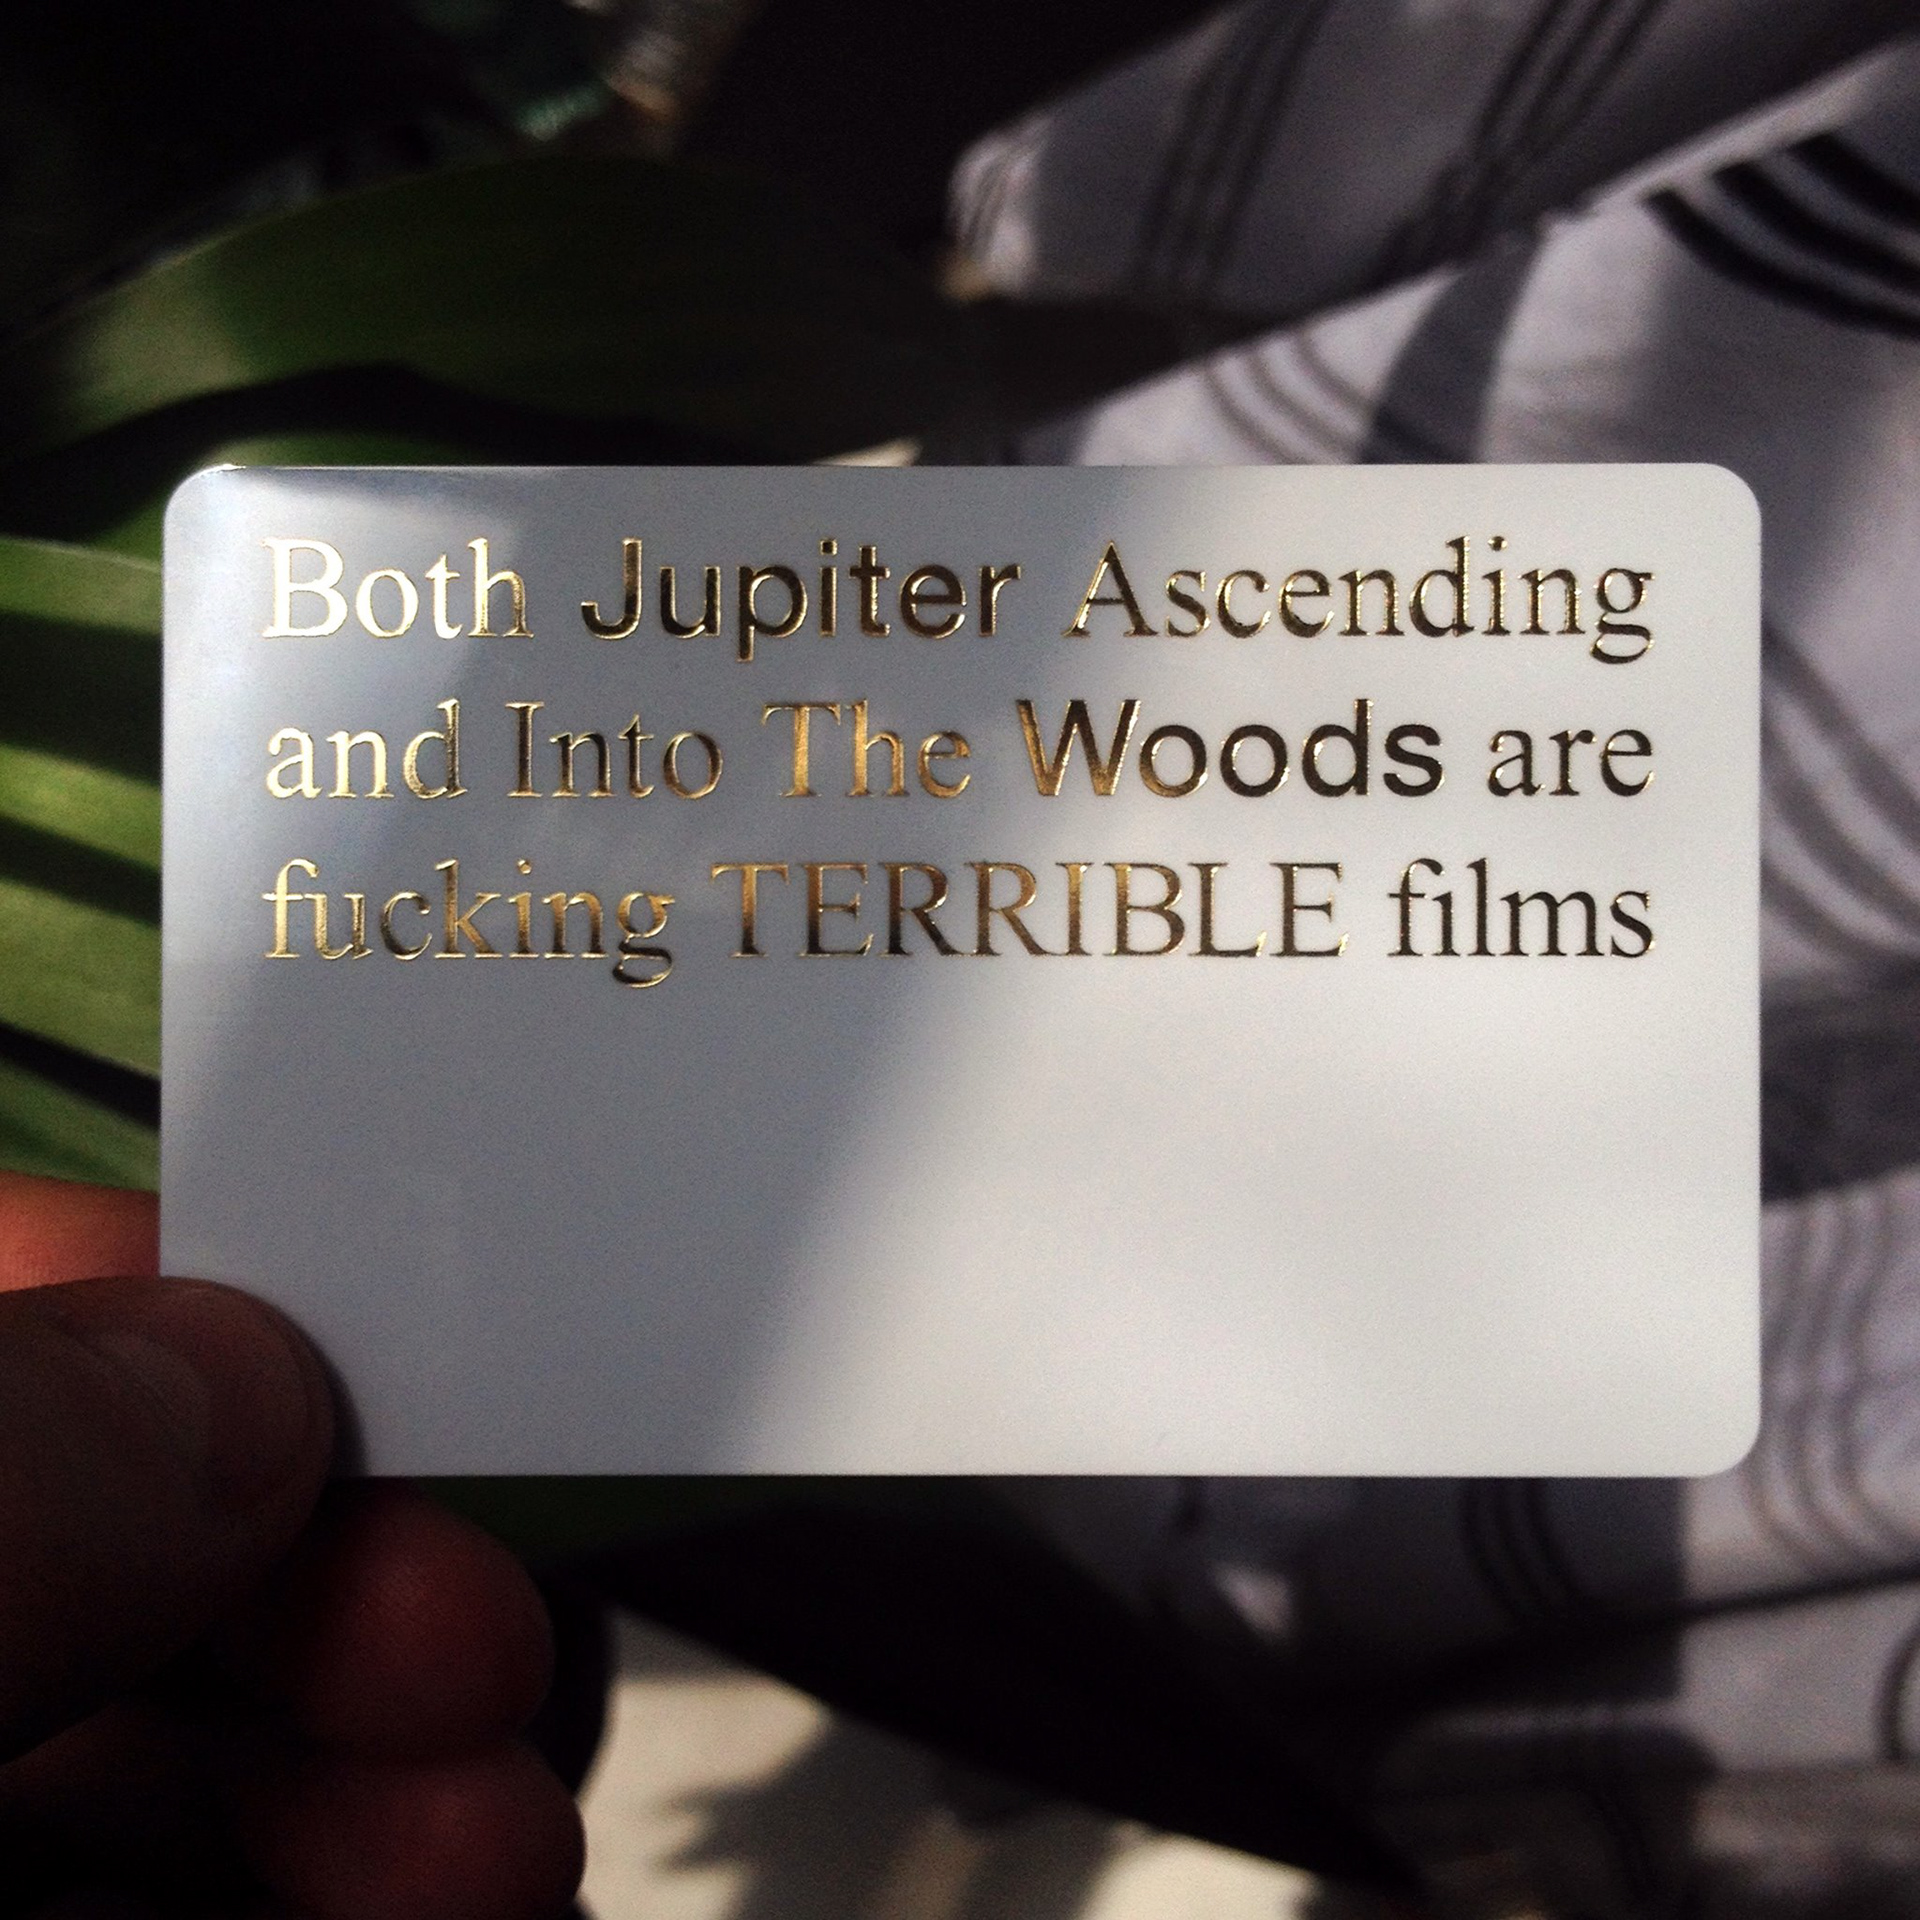 Both Jupiter Ascending
and Into The Woods are
fucking TERRIBLE films